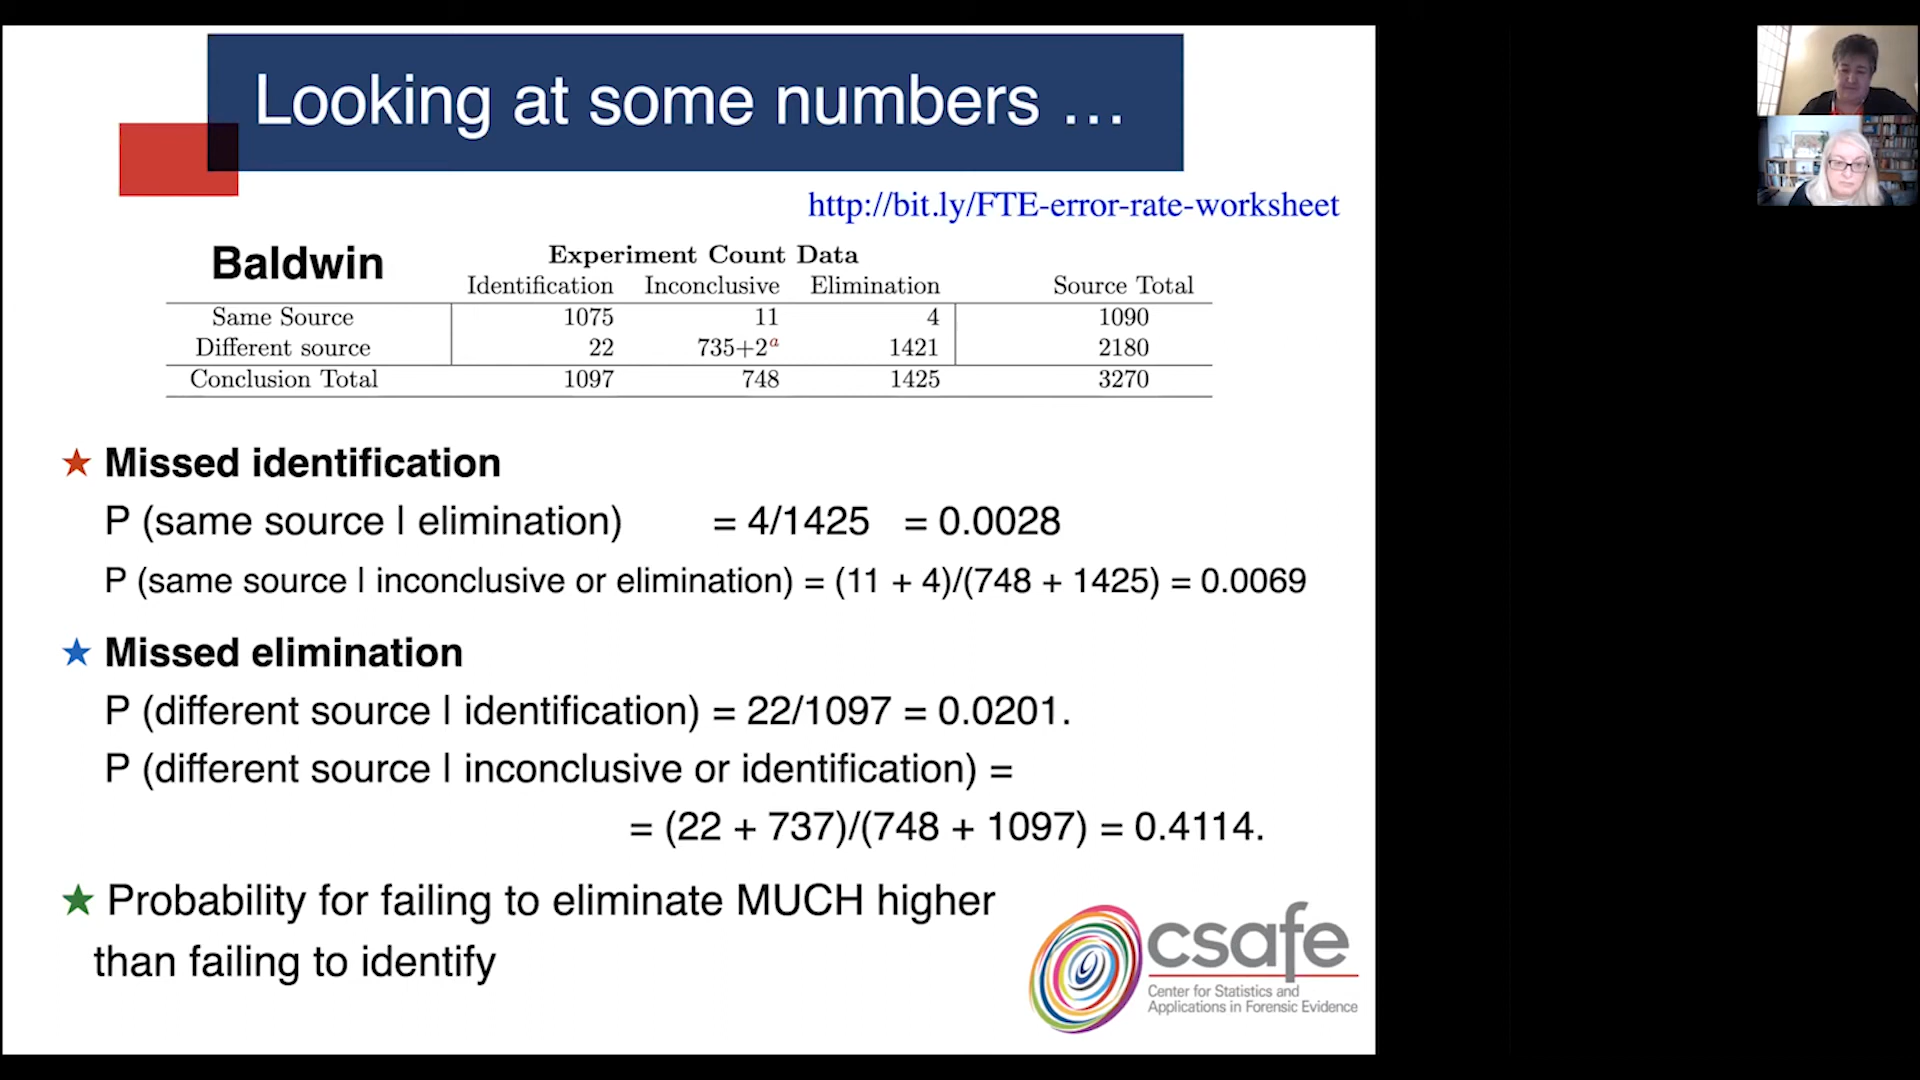 Looking at some numbers ...
http://bit.ly/FTE-error-rate-worksheet
Baldwin
Experiment Count Data
Identification Inconclusive Elimination Source Total
Same Source 1075 11 4 1090
Different source 22 735+2ᵃ 1421 2180
Conclusion Total 1097 748 1425 3270
★ Missed identification
P (same source | elimination) = 4/1425 = 0.0028
P (same source | inconclusive or elimination) = (11 + 4)/(748 + 1425) = 0.0069
★ Missed elimination
P (different source | identification) = 22/1097 = 0.0201.
P (different source | inconclusive or identification) =
= (22 + 737)/(748 + 1097) = 0.4114.
★ Probability for failing to eliminate MUCH higher
than failing to identify
csafe
Center for Statistics and
Applications in Forensic Evidence